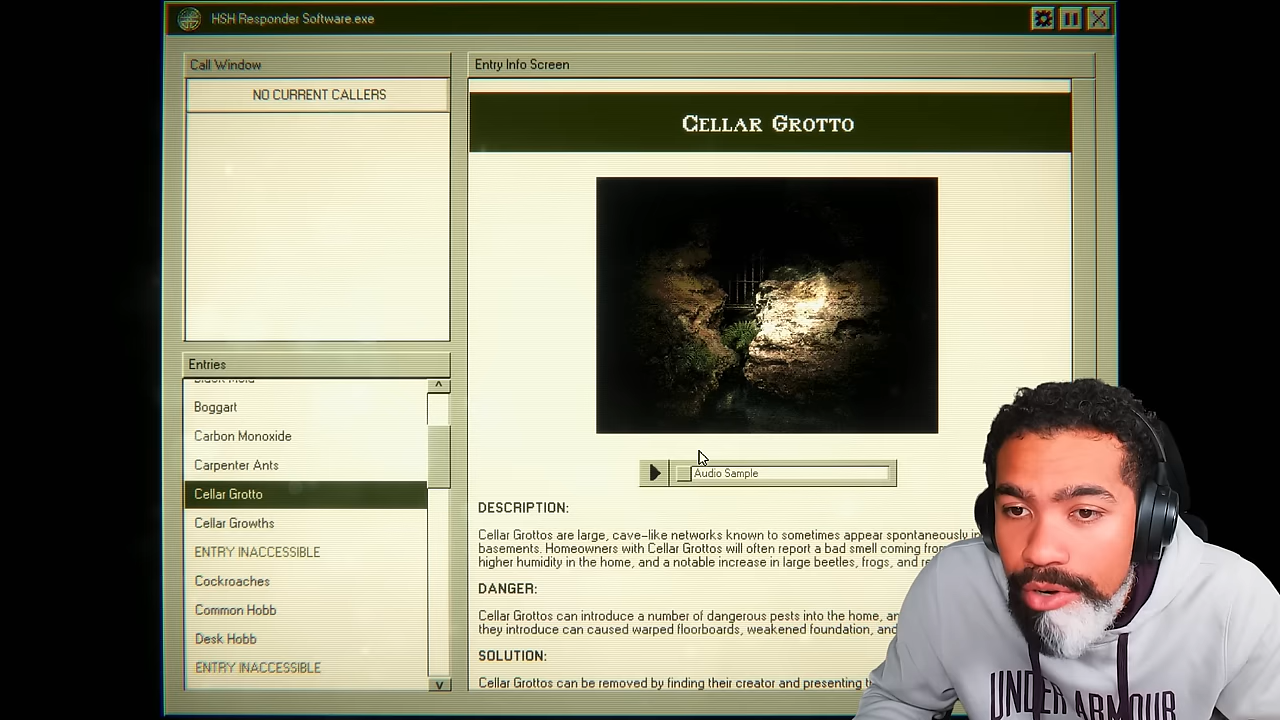 HSH Responder Software.exe
Call Window
NO CURRENT CALLERS
Entries
Black Mold
Boggart
Carbon Monoxide
Carpenter Ants
Cellar Grotto
Cellar Growths
ENTRY INACCESSIBLE
Cockroaches
Common Hobb
Desk Hobb
ENTRY INACCESSIBLE
Entry Info Screen
CELLAR GROTTO
Audio Sample
DESCRIPTION:
Cellar Grottos are large, cave-like networks known to sometimes appear spontaneously in
basements. Homeowners with Cellar Grottos will often report a bad smell coming from
higher humidity in the home, and a notable increase in large beetles, frogs, and
DANGER:
Cellar Grottos can introduce a number of dangerous pests into the home,
they introduce can caused warped floorboards, weakened foundation,
SOLUTION:
Cellar Grottos can be removed by finding their creator and presenting
UNDER ARMOUR